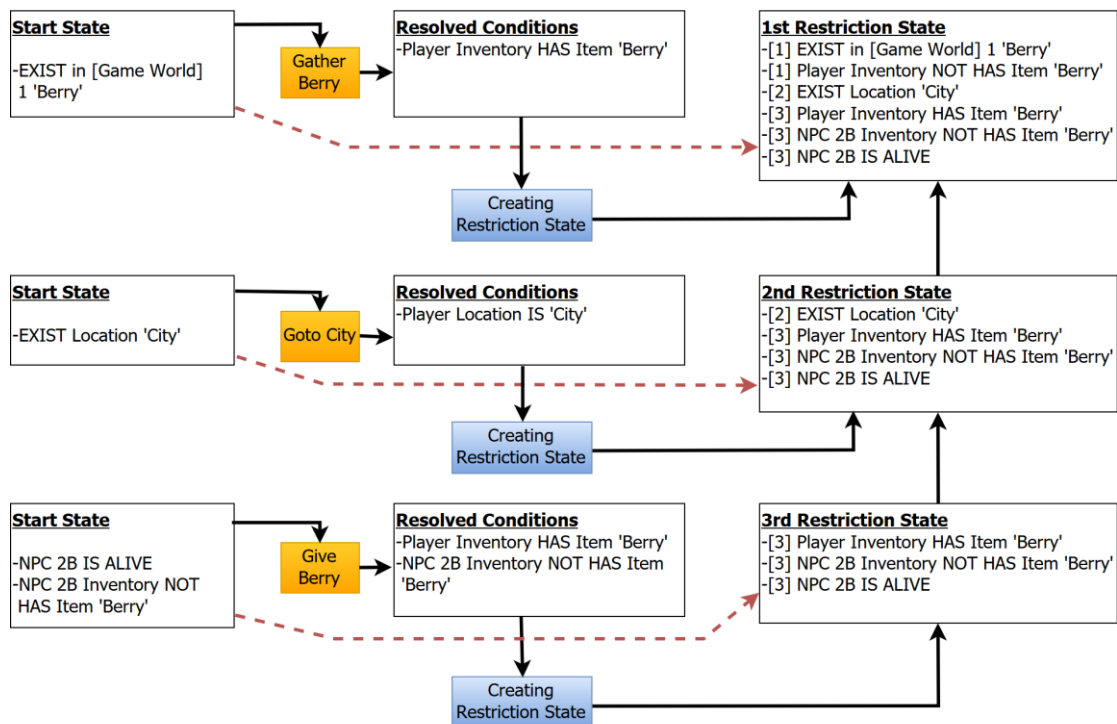 Start State
-EXIST in [Game World]
1 'Berry'
Gather
Berry
Resolved Conditions
-Player Inventory HAS Item 'Berry'
Creating
Restriction State
1st Restriction State
-[1] EXIST in [Game World] 1 'Berry'
-[1] Player Inventory NOT HAS Item 'Berry'
-[2] EXIST Location 'City'
-[3] Player Inventory HAS Item 'Berry'
-[3] NPC 2B Inventory NOT HAS Item 'Berry'
-[3] NPC 2B IS ALIVE
Start State
-EXIST Location 'City'
Goto City
Resolved Conditions
-Player Location IS 'City'
Creating
Restriction State
2nd Restriction State
-[2] EXIST Location 'City'
-[3] Player Inventory HAS Item 'Berry'
-[3] NPC 2B Inventory NOT HAS Item 'Berry'
-[3] NPC 2B IS ALIVE
Start State
-NPC 2B IS ALIVE
-NPC 2B Inventory NOT
HAS Item 'Berry'
Give
Berry
Resolved Conditions
-Player Inventory HAS Item 'Berry'
-NPC 2B Inventory NOT HAS Item
'Berry'
Creating
Restriction State
3rd Restriction State
-[3] Player Inventory HAS Item 'Berry'
-[3] NPC 2B Inventory NOT HAS Item 'Berry'
-[3] NPC 2B IS ALIVE